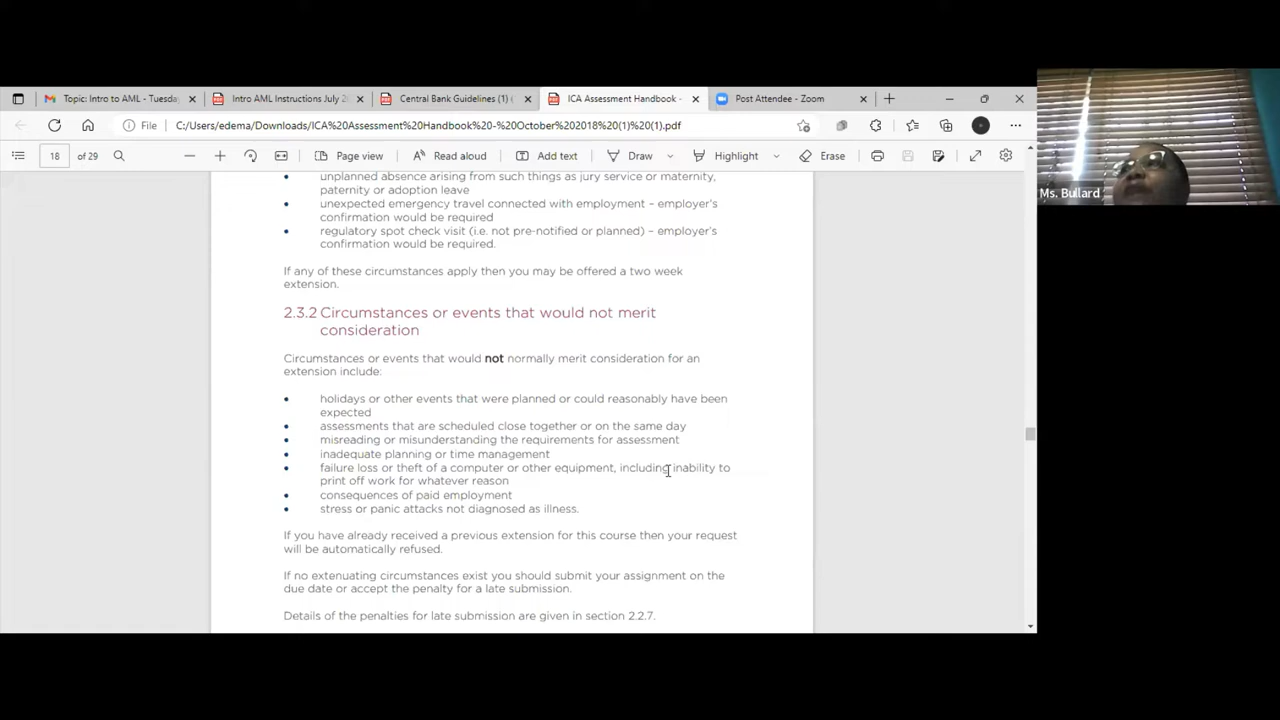 Topic: Intro to AML - Tuesda
Intro AML Instructions July 2
Central Bank Guidelines (1) (
ICA Assessment Handbook -
Post Attendee - Zoom
File
C:/Users/edema/Downloads/ICA%20Assessment%20Handbook%20-%20October%202018%20(1)%20(1).pdf
18 of 29
Page view
Read aloud
Add text
Draw
Highlight
Erase
Ms. Bullard
unplanned absence arising from such things as jury service or maternity,
paternity or adoption leave
unexpected emergency travel connected with employment – employer's
confirmation would be required
regulatory spot check visit (i.e. not pre-notified or planned) – employer's
confirmation would be required.
If any of these circumstances apply then you may be offered a two week
extension.
2.3.2 Circumstances or events that would not merit
consideration
Circumstances or events that would not normally merit consideration for an
extension include:
holidays or other events that were planned or could reasonably have been
expected
assessments that are scheduled close together or on the same day
misreading or misunderstanding the requirements for assessment
inadequate planning or time management
failure loss or theft of a computer or other equipment, including inability to
print off work for whatever reason
consequences of paid employment
stress or panic attacks not diagnosed as illness.
If you have already received a previous extension for this course then your request
will be automatically refused.
If no extenuating circumstances exist you should submit your assignment on the
due date or accept the penalty for a late submission.
Details of the penalties for late submission are given in section 2.2.7.